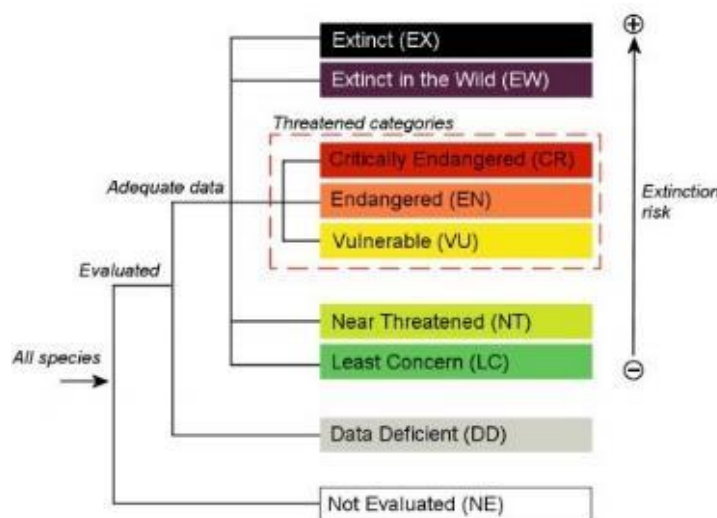 Extinct (EX)
Extinct in the Wild (EW)
Threatened categories
Critically Endangered (CR)
Adequate data
Endangered (EN)
Extinction
risk
Vulnerable (VU)
Evaluated
Near Threatened (NT)
All species
Least Concern (LC)
Data Deficient (DD)
Not Evaluated (NE)